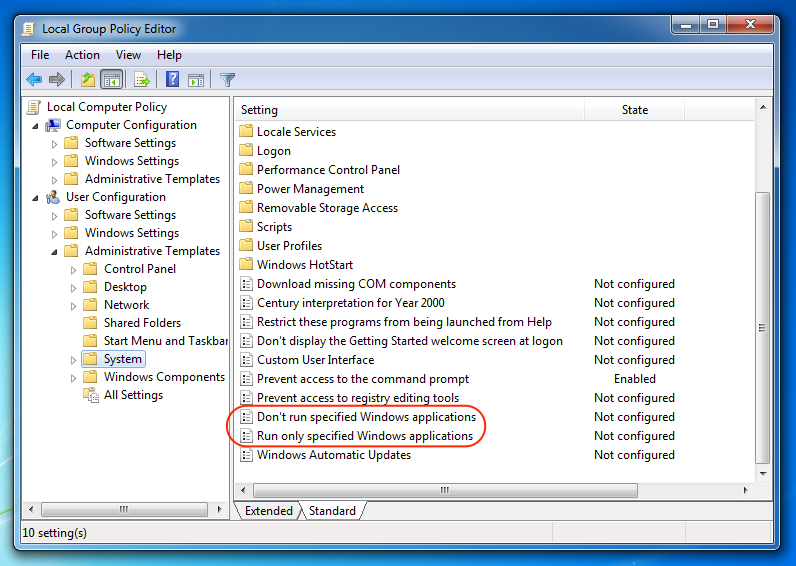 Local Group Policy Editor
File Action View Help
Local Computer Policy
Computer Configuration
Software Settings
Windows Settings
Administrative Templates
User Configuration
Software Settings
Windows Settings
Administrative Templates
Control Panel
Desktop
Network
Shared Folders
Start Menu and Taskbar
System
Windows Components
All Settings
Setting State
Locale Services
Logon
Performance Control Panel
Power Management
Removable Storage Access
Scripts
User Profiles
Windows HotStart
Download missing COM components Not configured
Century interpretation for Year 2000 Not configured
Restrict these programs from being launched from Help Not configured
Don't display the Getting Started welcome screen at logon Not configured
Custom User Interface Not configured
Prevent access to the command prompt Enabled
Prevent access to registry editing tools Not configured
Don't run specified Windows applications Not configured
Run only specified Windows applications Not configured
Windows Automatic Updates Not configured
Extended Standard
10 setting(s)